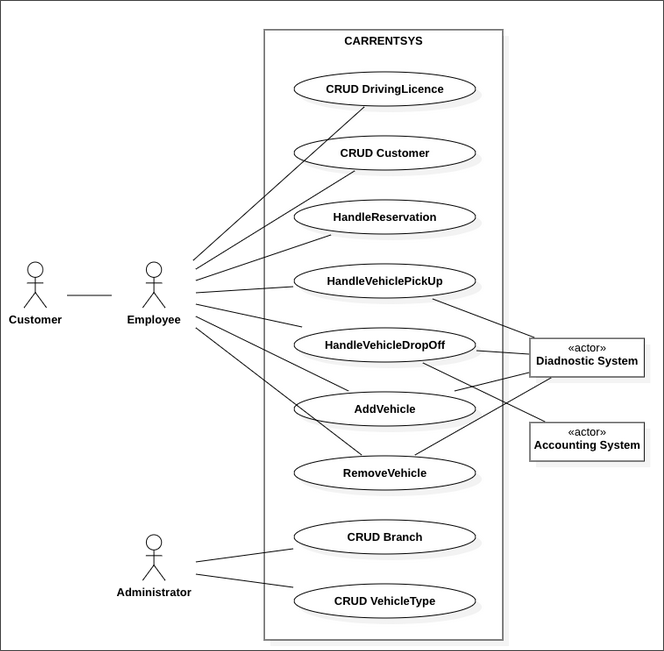 CARRENTSYS
CRUD DrivingLicence
CRUD Customer
HandleReservation
HandleVehiclePickUp
Customer
Employee
HandleVehicleDropOff
«actor»
Diadnostic System
AddVehicle
«actor»
Accounting System
RemoveVehicle
CRUD Branch
Administrator
CRUD VehicleType